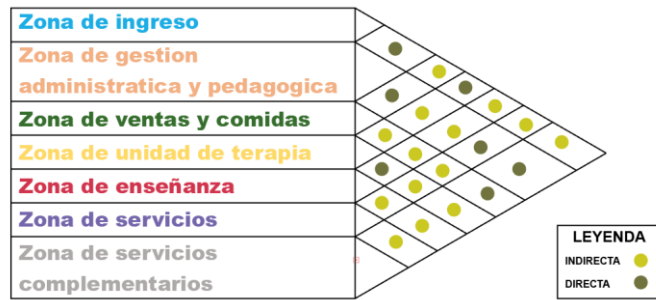 Zona de ingreso
Zona de gestion
administratica y pedagogica
Zona de ventas y comidas
Zona de unidad de terapia
Zona de enseñanza
Zona de servicios
Zona de servicios
complementarios
LEYENDA
INDIRECTA
DIRECTA